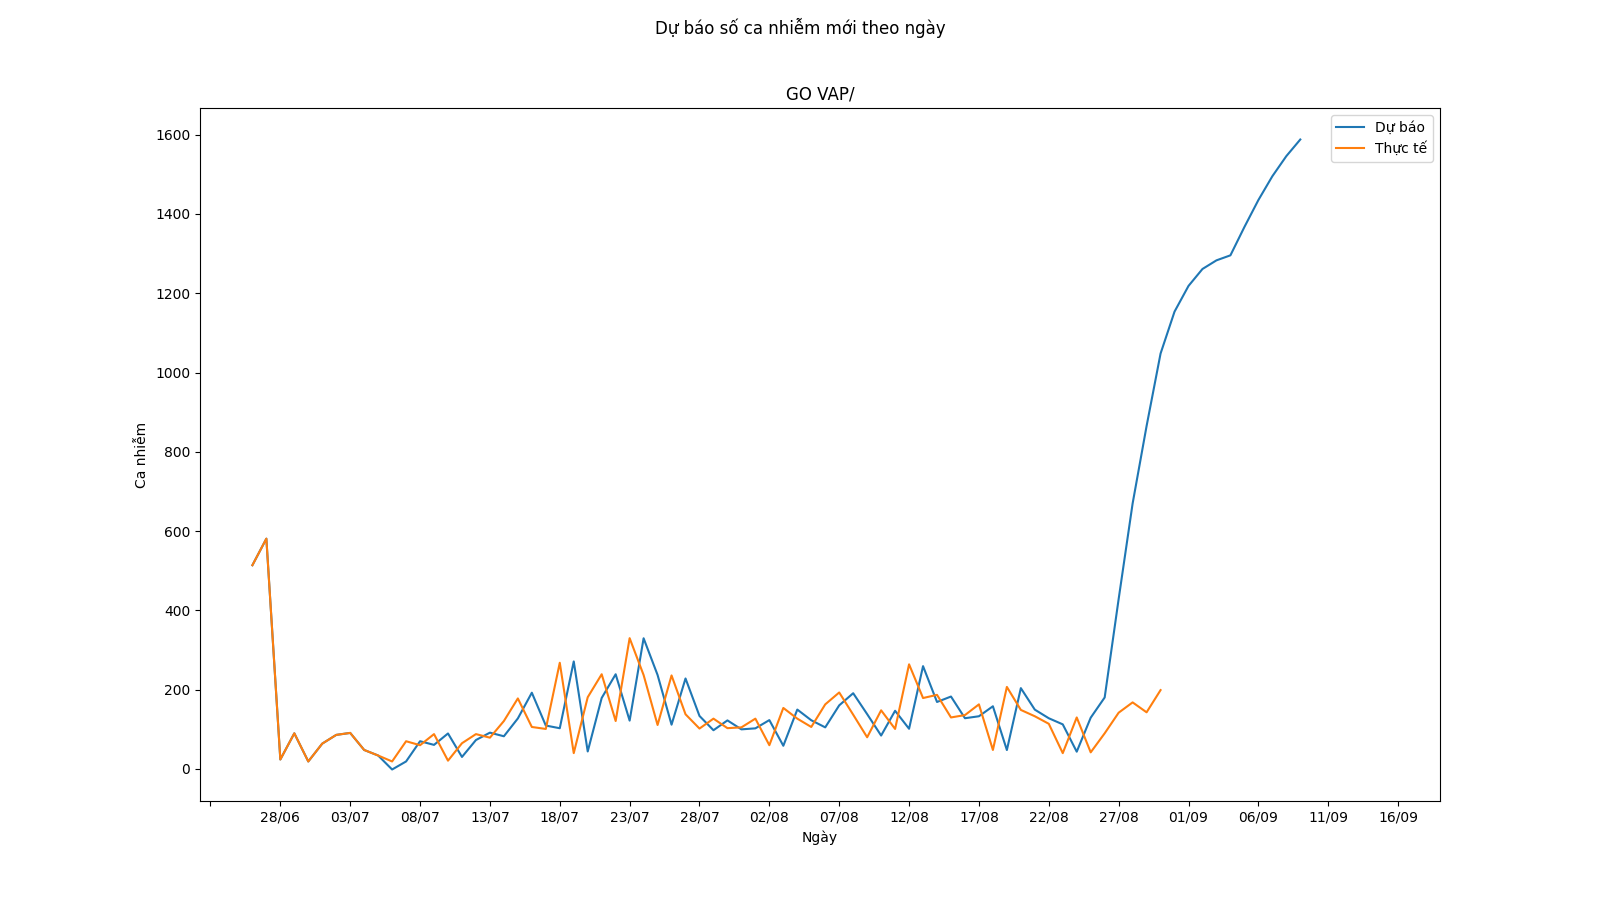 Dự báo số ca nhiễm mới theo ngày
GO VAP/
Dự báo
Thực tế
1600
1400
1200
1000
800
600
400
200
0
Ca nhiễm
28/06 03/07 08/07 13/07 18/07 23/07 28/07 02/08 07/08 12/08 17/08 22/08 27/08 01/09 06/09 11/09 16/09
Ngày